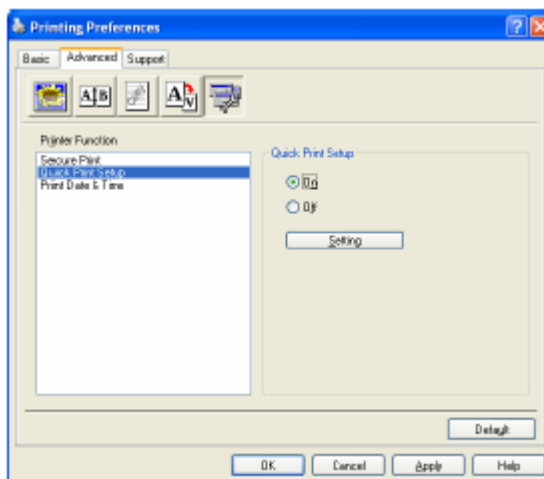 Printing Preferences
Basic Advanced Support
A B A V
Printer Function
Secure Print
Quick Print Setup
Print Date & Time
Quick Print Setup
On
Off
Setting
Default
OK Cancel Apply Help